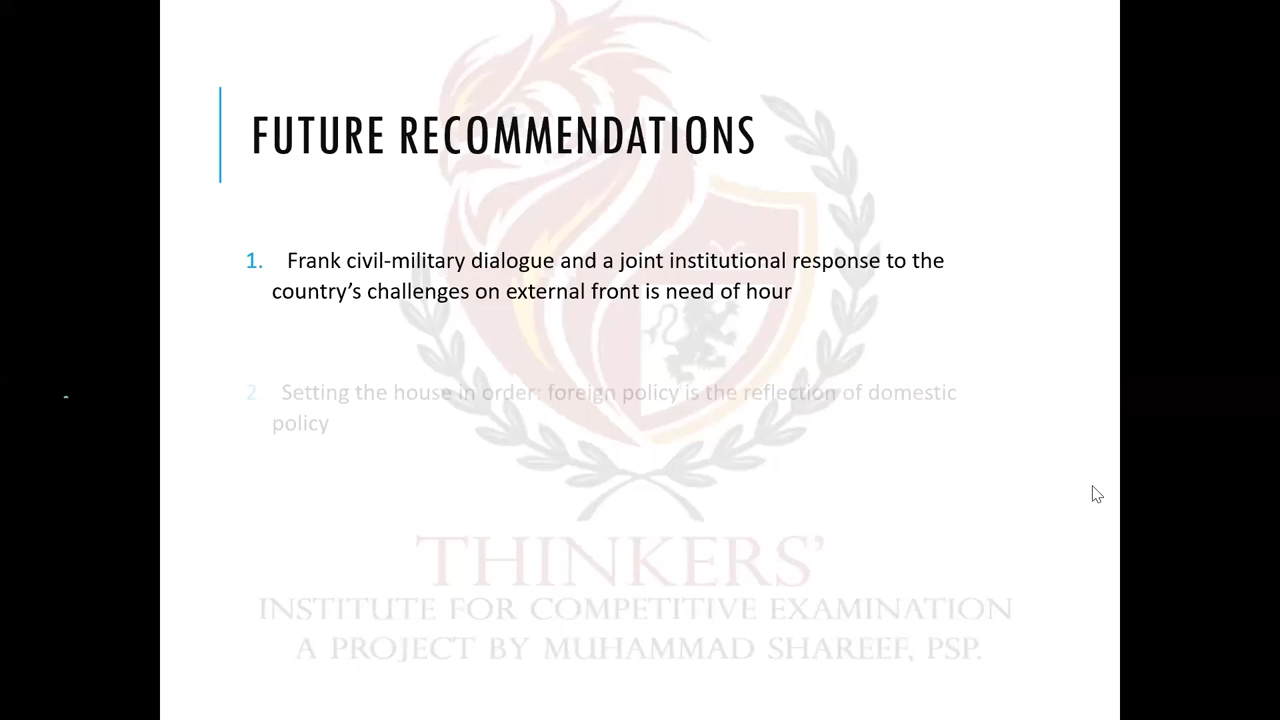 FUTURE RECOMMENDATIONS
1. Frank civil-military dialogue and a joint institutional response to the
country’s challenges on external front is need of hour
2. Setting the house in order: foreign policy is the reflection of domestic
policy
THINKERS’
INSTITUTE FOR COMPETITIVE EXAMINATION
A PROJECT BY MUHAMMAD SHAREEF, PSP.